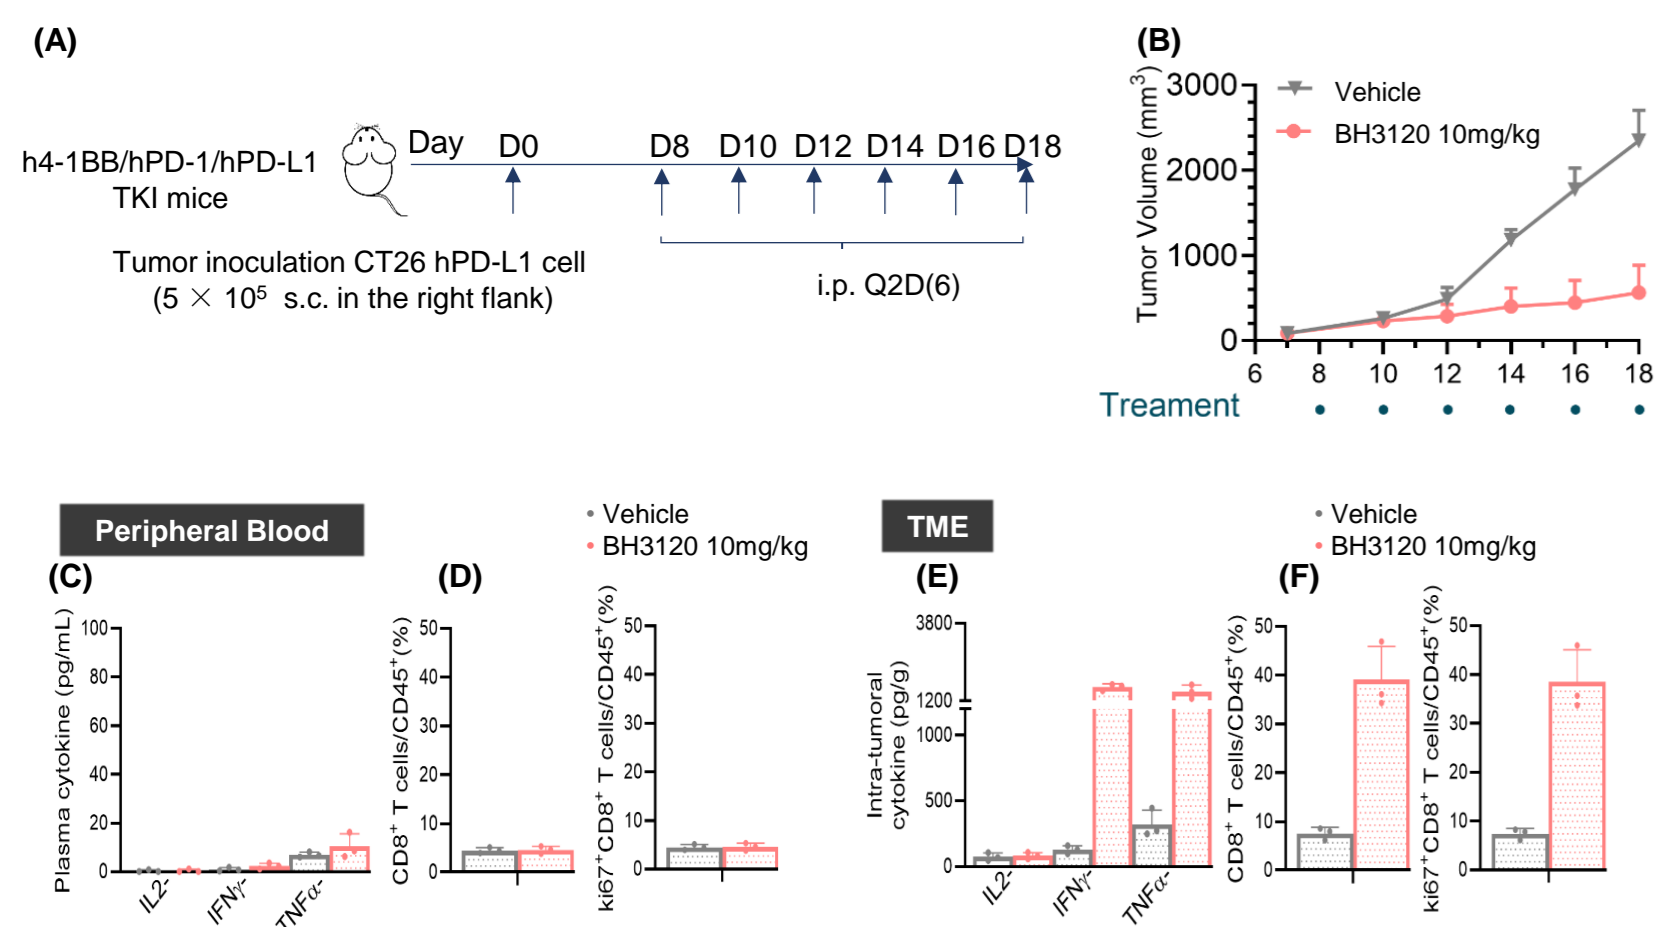 (A)
Day D0 D8 D10 D12 D14 D16 D18
h4-1BB/hPD-1/hPD-L1
TKI mice
Tumor inoculation CT26 hPD-L1 cell
(5 × 10⁵ s.c. in the right flank)
i.p. Q2D(6)
(B)
Tumor Volume (mm³)
3000
2000
1000
0
Vehicle
BH3120 10mg/kg
6 8 10 12 14 16 18
Treament
Peripheral Blood
Vehicle
BH3120 10mg/kg
(C)
Plasma cytokine (pg/mL)
100
80
60
40
20
0
IL2-
IFNγ-
TNFα-
(D)
CD8⁺ T cells/CD45⁺(%)
50
40
30
20
10
0
ki67⁺CD8⁺ T cells/CD45⁺(%)
50
40
30
20
10
0
TME
Vehicle
BH3120 10mg/kg
(E)
Intra-tumoral
cytokine (pg/g)
3800
1200
1000
500
0
IL2-
IFNγ-
TNFα-
(F)
CD8⁺ T cells/CD45⁺(%)
50
40
30
20
10
0
ki67⁺CD8⁺ T cells/CD45⁺(%)
50
40
30
20
10
0